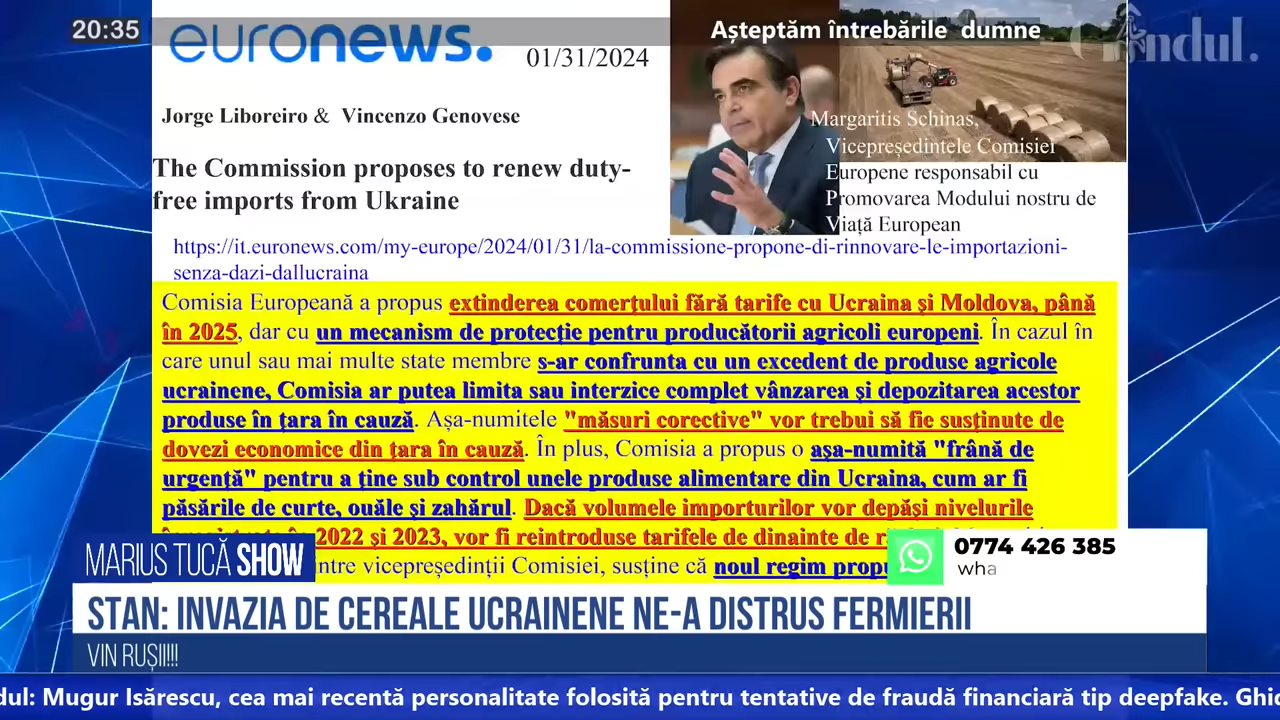 20:35
euronews.
01/31/2024
Așteptăm întrebările dumne
Gândul.
Jorge Liboreiro & Vincenzo Genovese
The Commission proposes to renew duty-
free imports from Ukraine
Margaritis Schinas,
Vicepreședintele Comisiei
Europene responsabil cu
Promovarea Modului nostru de
Viață European
https://it.euronews.com/my-europe/2024/01/31/la-commissione-propone-di-rinnovare-le-importazioni-
senza-dazi-dallucraina
Comisia Europeană a propus extinderea comerțului fără tarife cu Ucraina și Moldova, până
în 2025, dar cu un mecanism de protecție pentru producătorii agricoli europeni. În cazul în
care unul sau mai multe state membre s-ar confrunta cu un excedent de produse agricole
ucrainene, Comisia ar putea limita sau interzice complet vânzarea și depozitarea acestor
produse în țara în cauză. Așa-numitele "măsuri corective" vor trebui să fie susținute de
dovezi economice din țara în cauză. În plus, Comisia a propus o așa-numită "frână de
urgență" pentru a ține sub control unele produse alimentare din Ucraina, cum ar fi
păsările de curte, ouăle și zahărul. Dacă volumele importurilor vor depăși nivelurile
2022 și 2023, vor fi reintroduse tarifele de dinainte de
intre vicepreședinții Comisiei, susține că noul regim propu
MARIUS TUCĂ SHOW
0774 426 385
wha
STAN: INVAZIA DE CEREALE UCRAINENE NE-A DISTRUS FERMIERII
VIN RUȘII!!!
dul: Mugur Isărescu, cea mai recentă personalitate folosită pentru tentative de fraudă financiară tip deepfake. Ghid